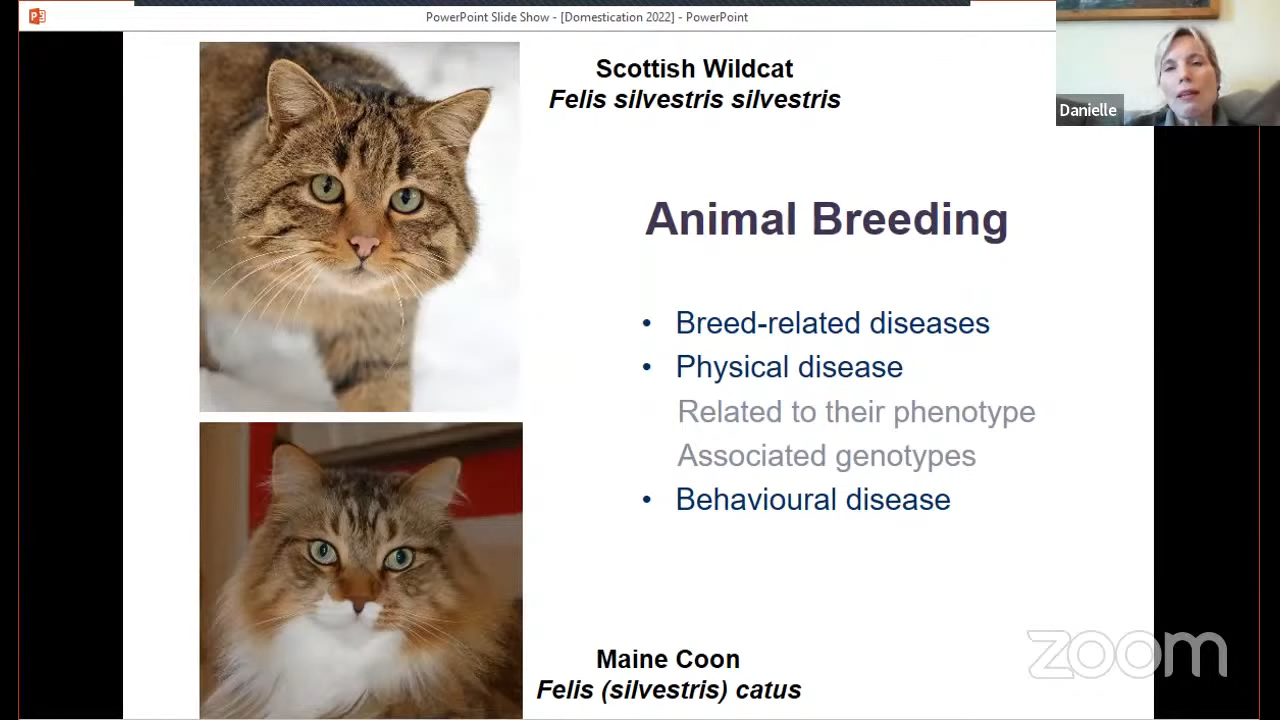 PowerPoint Slide Show - [Domestication 2022] - PowerPoint
Scottish Wildcat
Felis silvestris silvestris
Danielle
Animal Breeding
• Breed-related diseases
• Physical disease
Related to their phenotype
Associated genotypes
• Behavioural disease
Maine Coon
Felis (silvestris) catus
zoom